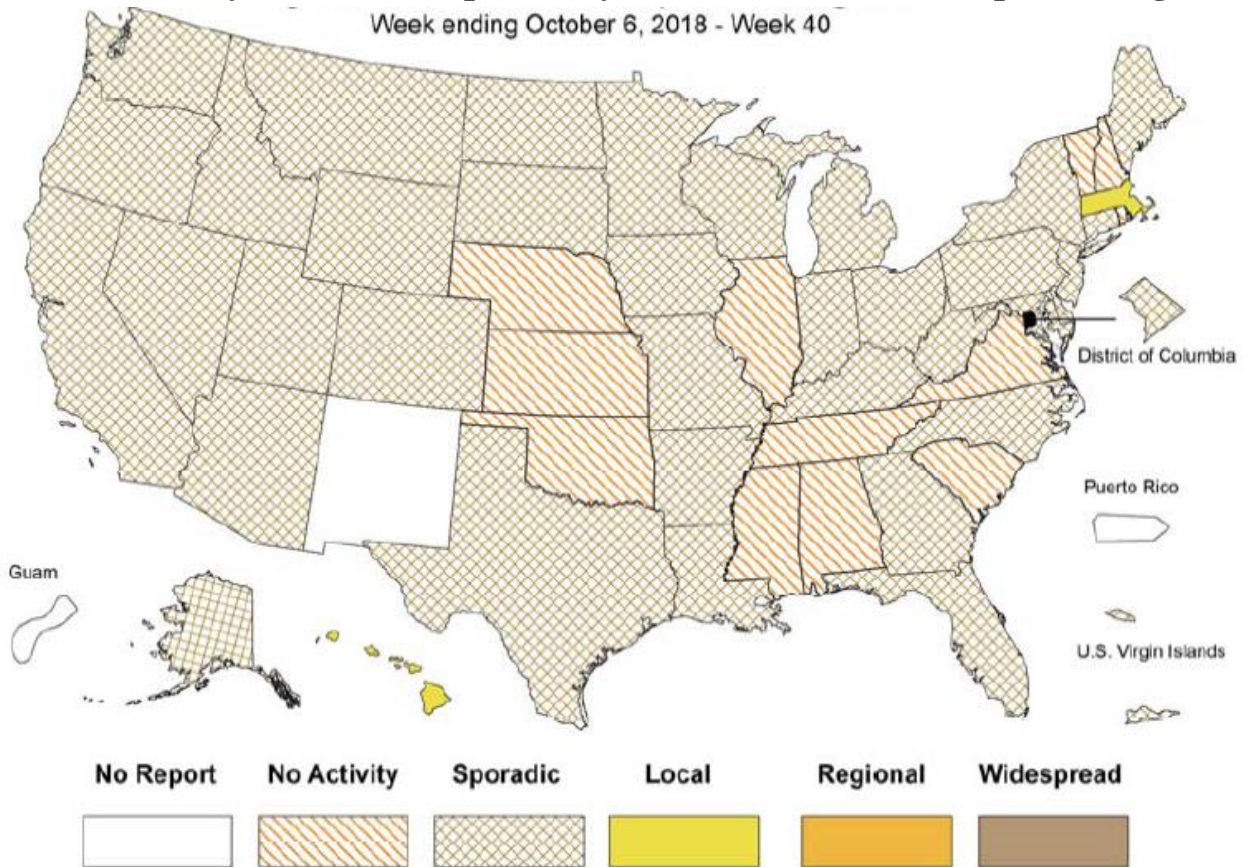 Week ending October 6, 2018 - Week 40
District of Columbia
Puerto Rico
Guam
U.S. Virgin Islands
No Report No Activity Sporadic Local Regional Widespread